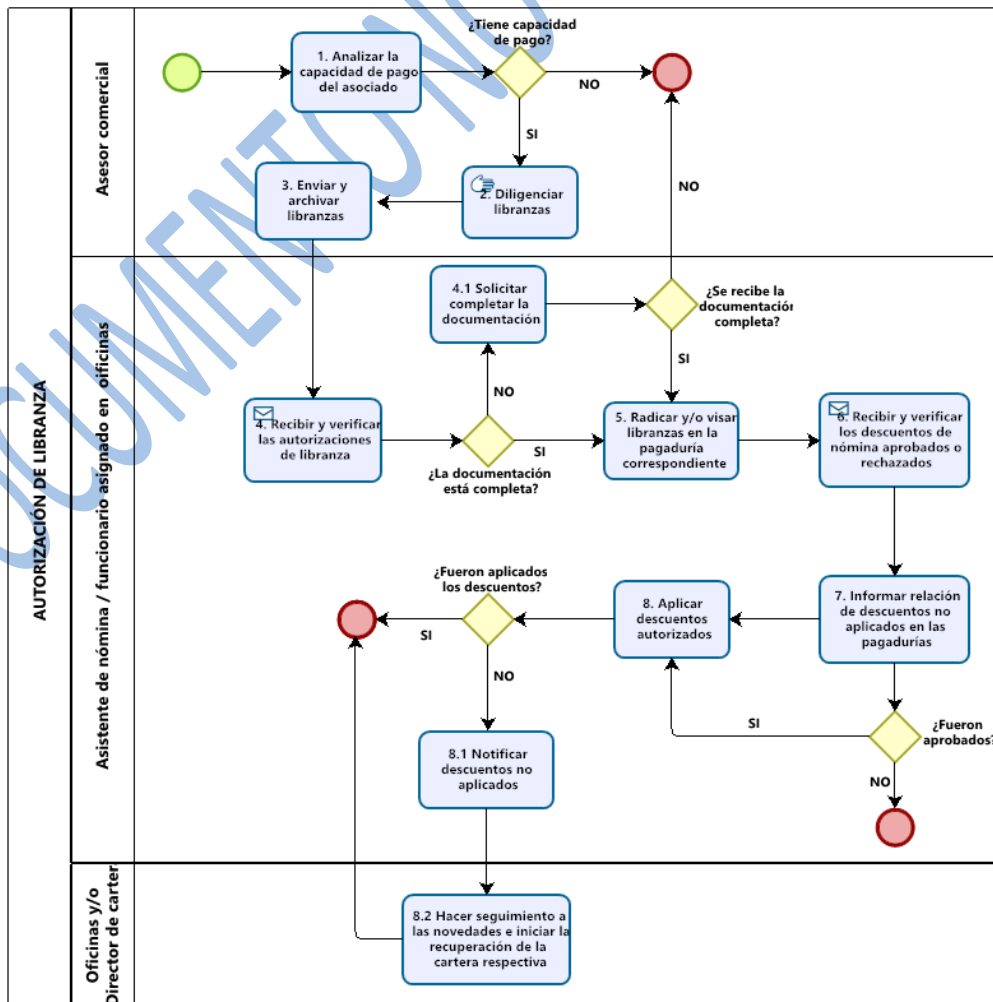 AUTORIZACIÓN DE LIBRANZA
Asesor comercial
¿Tiene capacidad
de pago?
1. Analizar la
capacidad de pago
del asociado
NO
SI
3. Enviar y
archivar
libranzas
2. Diligenciar
libranzas
NO
Asistente de nómina / funcionario asignado en oificinas
4.1 Solicitar
completar la
documentación
¿Se recibe la
documentación
completa?
SI
NO
4. Recibir y verificar
las autorizaciones
de libranza
SI
¿La documentación
está completa?
5. Radicar y/o visar
libranzas en la
pagaduría
correspondiente
6. Recibir y verificar
los descuentos de
nómina aprobados o
rechazados
¿Fueron aplicados
los descuentos?
SI
8. Aplicar
descuentos
autorizados
7. Informar relación
de descuentos no
aplicados en las
pagadurías
NO
SI
¿Fueron
aprobados?
NO
8.1 Notificar
descuentos no
aplicados
Oficinas y/o
Director de carter
8.2 Hacer seguimiento a
las novedades e iniciar la
recuperación de la
cartera respectiva